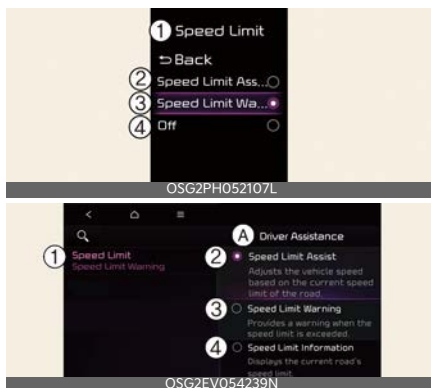 ① Speed Limit
⮌ Back
② Speed Limit Ass...
③ Speed Limit Wa...
④ Off
OSG2PH052107L
Ⓐ Driver Assistance
① Speed Limit
Speed Limit Warning
② Speed Limit Assist
Adjusts the vehicle speed
based on the current speed
limit of the road.
③ Speed Limit Warning
Provides a warning when the
speed limit is exceeded.
④ Speed Limit Information
Displays the current road's
speed limit.
OSG2EV054239N